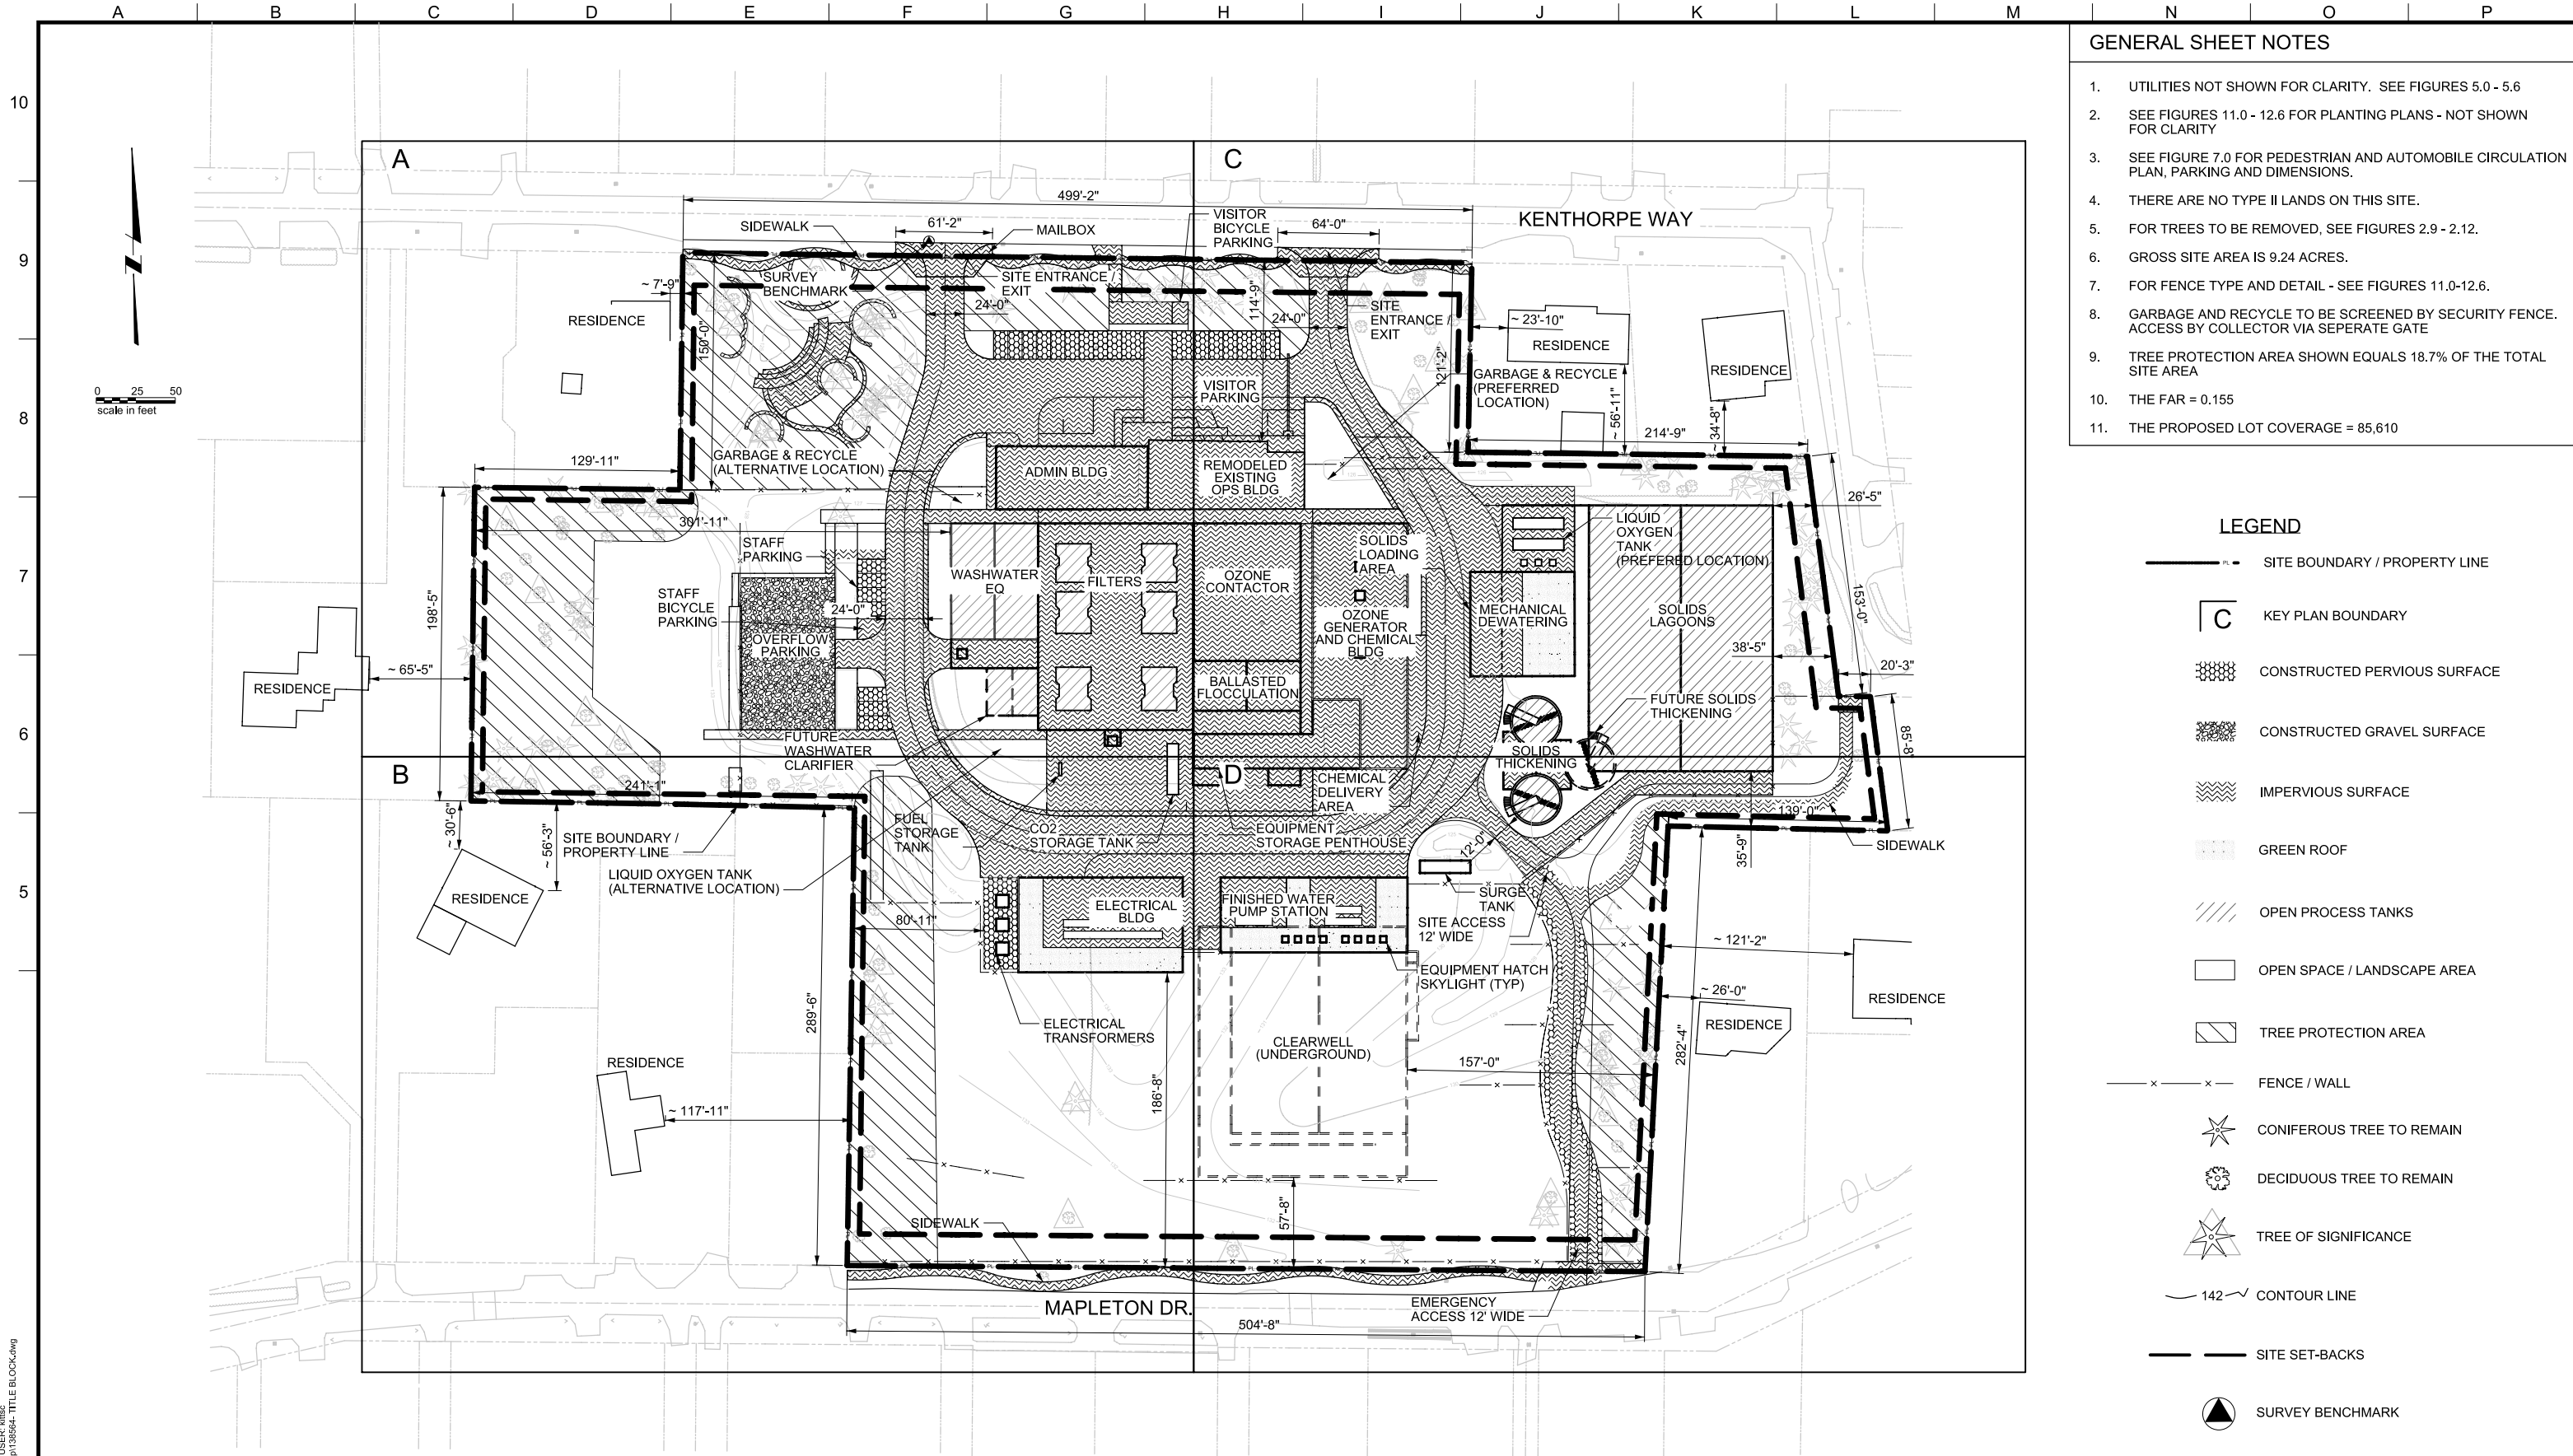 A B C D E F G H I J K L M N O P
10
9
8
7
6
5
GENERAL SHEET NOTES
1. UTILITIES NOT SHOWN FOR CLARITY. SEE FIGURES 5.0 - 5.6
2. SEE FIGURES 11.0 - 12.6 FOR PLANTING PLANS - NOT SHOWN
FOR CLARITY
3. SEE FIGURE 7.0 FOR PEDESTRIAN AND AUTOMOBILE CIRCULATION
PLAN, PARKING AND DIMENSIONS.
4. THERE ARE NO TYPE II LANDS ON THIS SITE.
5. FOR TREES TO BE REMOVED, SEE FIGURES 2.9 - 2.12.
6. GROSS SITE AREA IS 9.24 ACRES.
7. FOR FENCE TYPE AND DETAIL - SEE FIGURES 11.0-12.6.
8. GARBAGE AND RECYCLE TO BE SCREENED BY SECURITY FENCE.
ACCESS BY COLLECTOR VIA SEPERATE GATE
9. TREE PROTECTION AREA SHOWN EQUALS 18.7% OF THE TOTAL
SITE AREA
10. THE FAR = 0.155
11. THE PROPOSED LOT COVERAGE = 85,610
LEGEND
PL
SITE BOUNDARY / PROPERTY LINE
C
KEY PLAN BOUNDARY
CONSTRUCTED PERVIOUS SURFACE
CONSTRUCTED GRAVEL SURFACE
IMPERVIOUS SURFACE
GREEN ROOF
OPEN PROCESS TANKS
OPEN SPACE / LANDSCAPE AREA
TREE PROTECTION AREA
FENCE / WALL
CONIFEROUS TREE TO REMAIN
DECIDUOUS TREE TO REMAIN
TREE OF SIGNIFICANCE
142
CONTOUR LINE
SITE SET-BACKS
SURVEY BENCHMARK
0 25 50
scale in feet
A
C
B
D
499'-2"
KENTHORPE WAY
SIDEWALK
61'-2"
MAILBOX
VISITOR
BICYCLE
PARKING
64'-0"
~ 7'-9"
SURVEY
BENCHMARK
SITE ENTRANCE /
EXIT
24'-0"
114'-9"
24'-0"
SITE
ENTRANCE /
EXIT
~ 23'-10"
RESIDENCE
RESIDENCE
RESIDENCE
150'-0"
121'-2"
VISITOR
PARKING
GARBAGE & RECYCLE
(PREFERRED
LOCATION)
~ 56'-11"
~ 34'-8"
214'-9"
129'-11"
GARBAGE & RECYCLE
(ALTERNATIVE LOCATION)
ADMIN BLDG
REMODELED
EXISTING
OPS BLDG
26'-5"
301'-11"
STAFF
PARKING
WASHWATER
EQ
FILTERS
OZONE
CONTACTOR
SOLIDS
LOADING
AREA
LIQUID
OXYGEN
TANK
(PREFERED LOCATION)
198'-5"
STAFF
BICYCLE
PARKING
24'-0"
OVERFLOW
PARKING
OZONE
GENERATOR
AND CHEMICAL
BLDG
MECHANICAL
DEWATERING
SOLIDS
LAGOONS
153'-0"
38'-5"
20'-3"
RESIDENCE
~ 65'-5"
BALLASTED
FLOCCULATION
FUTURE SOLIDS
THICKENING
FUTURE
WASHWATER
CLARIFIER
SOLIDS
THICKENING
85'-8"
241'-1"
CHEMICAL
DELIVERY
AREA
139'-0"
~ 30'-6"
~ 56'-3"
SITE BOUNDARY /
PROPERTY LINE
FUEL
STORAGE
TANK
CO2
STORAGE TANK
EQUIPMENT
STORAGE PENTHOUSE
12'-0"
35'-9"
SIDEWALK
LIQUID OXYGEN TANK
(ALTERNATIVE LOCATION)
RESIDENCE
80'-11"
ELECTRICAL
BLDG
FINISHED WATER
PUMP STATION
SURGE
TANK
SITE ACCESS
12' WIDE
~ 121'-2"
EQUIPMENT HATCH
SKYLIGHT (TYP)
~ 26'-0"
RESIDENCE
RESIDENCE
289'-6"
ELECTRICAL
TRANSFORMERS
CLEARWELL
(UNDERGROUND)
157'-0"
282'-4"
RESIDENCE
~ 117'-11"
186'-8"
57'-8"
SIDEWALK
MAPLETON DR.
EMERGENCY
ACCESS 12' WIDE
504'-8"